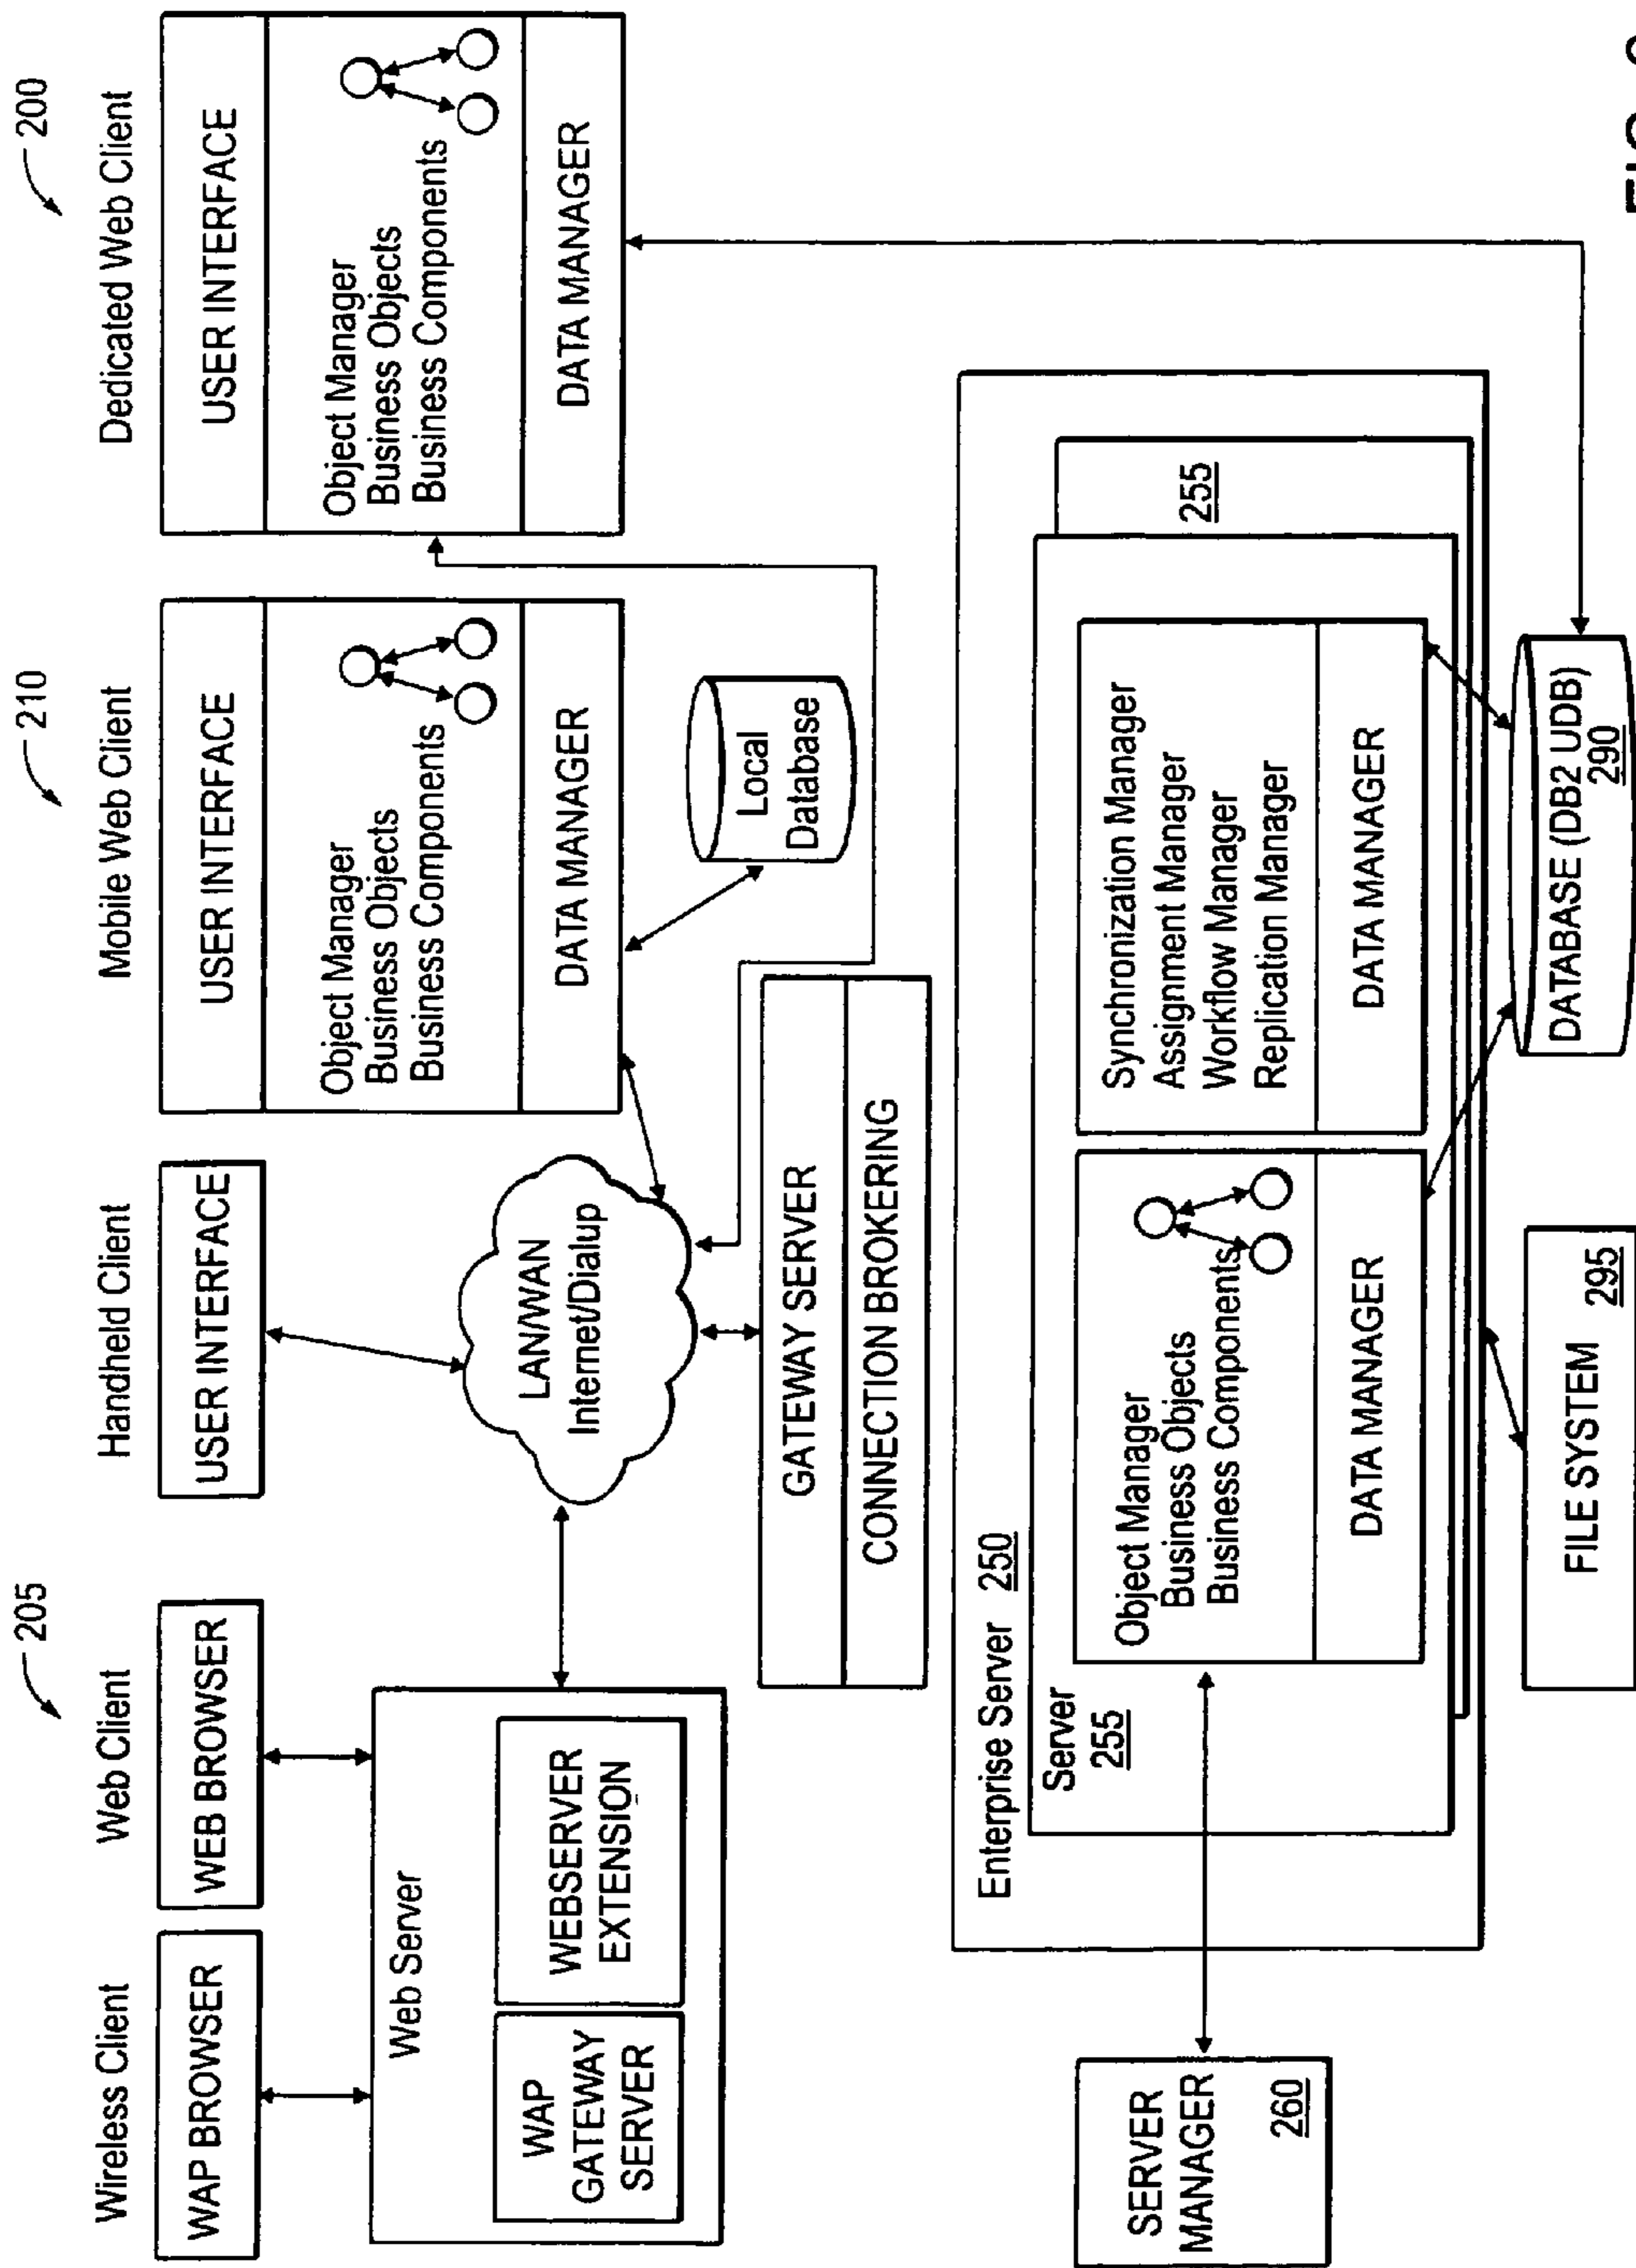 205
210
200
Wireless Client
Web Client
Handheld Client
Mobile Web Client
Dedicated Web Client
WAP BROWSER
WEB BROWSER
USER INTERFACE
USER INTERFACE
Object Manager
Business Objects
Business Components
DATA MANAGER
USER INTERFACE
Object Manager
Business Objects
Business Components
DATA MANAGER
Web Server
WAP
GATEWAY
SERVER
WEBSERVER
EXTENSION
LAN/WAN
Internet/Dialup
Local
Database
GATEWAY SERVER
CONNECTION BROKERING
Enterprise Server 250
Server
255
255
Object Manager
Business Objects
Business Components
DATA MANAGER
Synchronization Manager
Assignment Manager
Workflow Manager
Replication Manager
DATA MANAGER
SERVER
MANAGER
260
FILE SYSTEM
295
DATABASE (DB2 UDB)
290